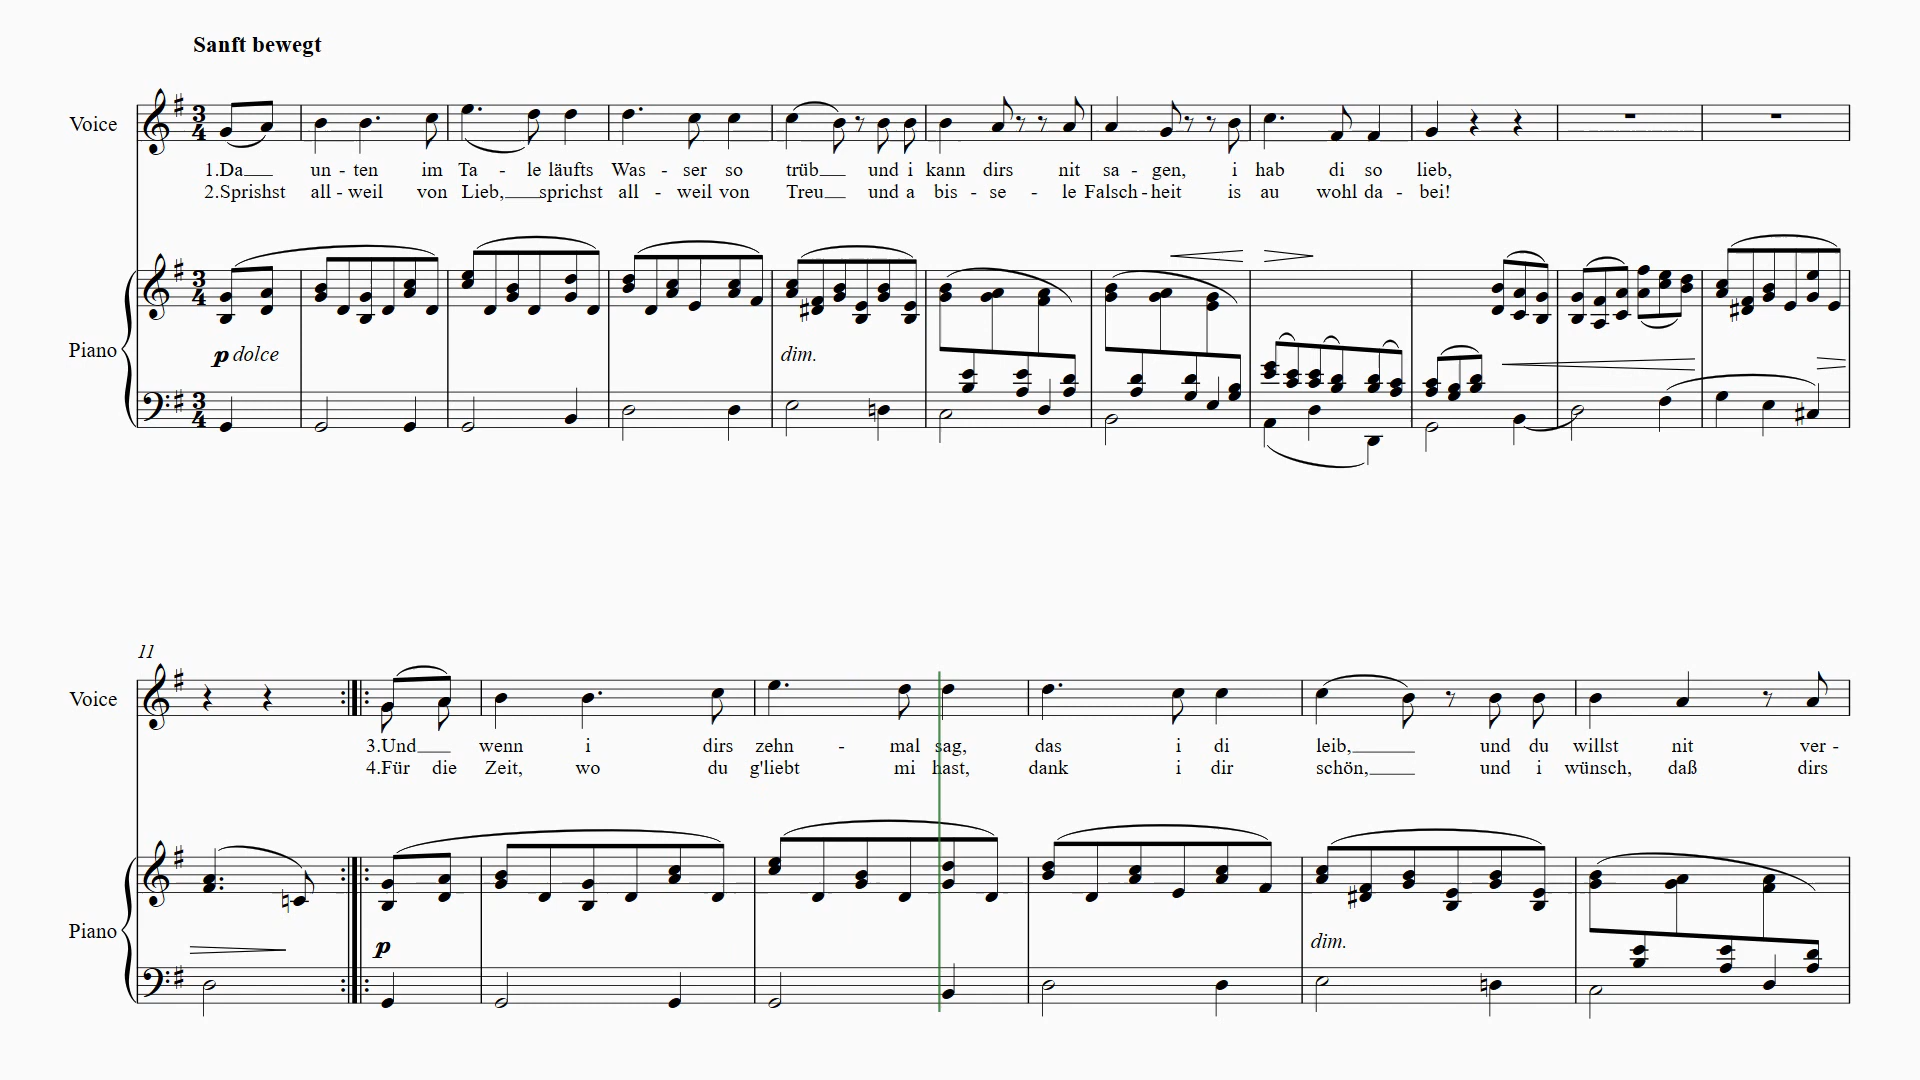 Sanft bewegt
Voice
1.Da un - ten im Ta - le läufts Was - ser so trüb und i kann dirs nit sa - gen, i hab di so lieb,
2.Sprishst all - weil von Lieb, sprichst all - weil von Treu und a bis - se - le Falsch - heit is au wohl da - bei!
Piano
p dolce
dim.
11
Voice
3.Und wenn i dirs zehn - mal sag, das i di leib, und du willst nit ver -
4.Für die Zeit, wo du g'liebt mi hast, dank i dir schön, und i wünsch, daß dirs
Piano
p
dim.